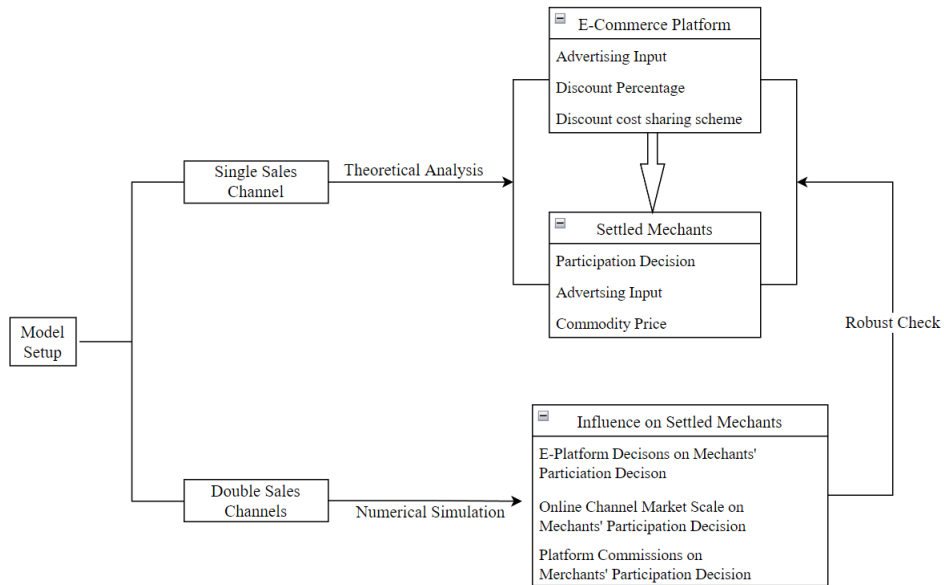 E-Commerce Platform
Advertising Input
Discount Percentage
Discount cost sharing scheme
Single Sales
Channel
Theoretical Analysis
Settled Mechants
Participation Decision
Advertsing Input
Commodity Price
Model
Setup
Robust Check
Influence on Settled Mechants
E-Platform Decisons on Mechants'
Particiation Decison
Double Sales
Channels
Numerical Simulation
Online Channel Market Scale on
Mechants' Participation Decision
Platform Commissions on
Merchants' Participation Decision